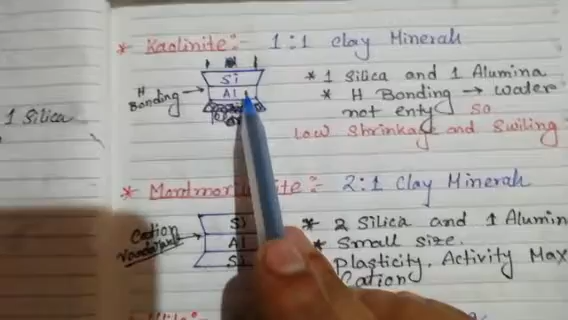 * Kaolinite:- 1:1 Clay Minerals
Si
Al
H Bonding
* 1 Silica and 1 Alumina
* H Bonding → water
not enty so
Low Shrinkage and Swiling
1 Silica
2:1 Clay Minerals
Si
Al
Si
Cation
* 2 Silica and 1 Alumin
* Small size.
Plasticity, Activity Max
Cation